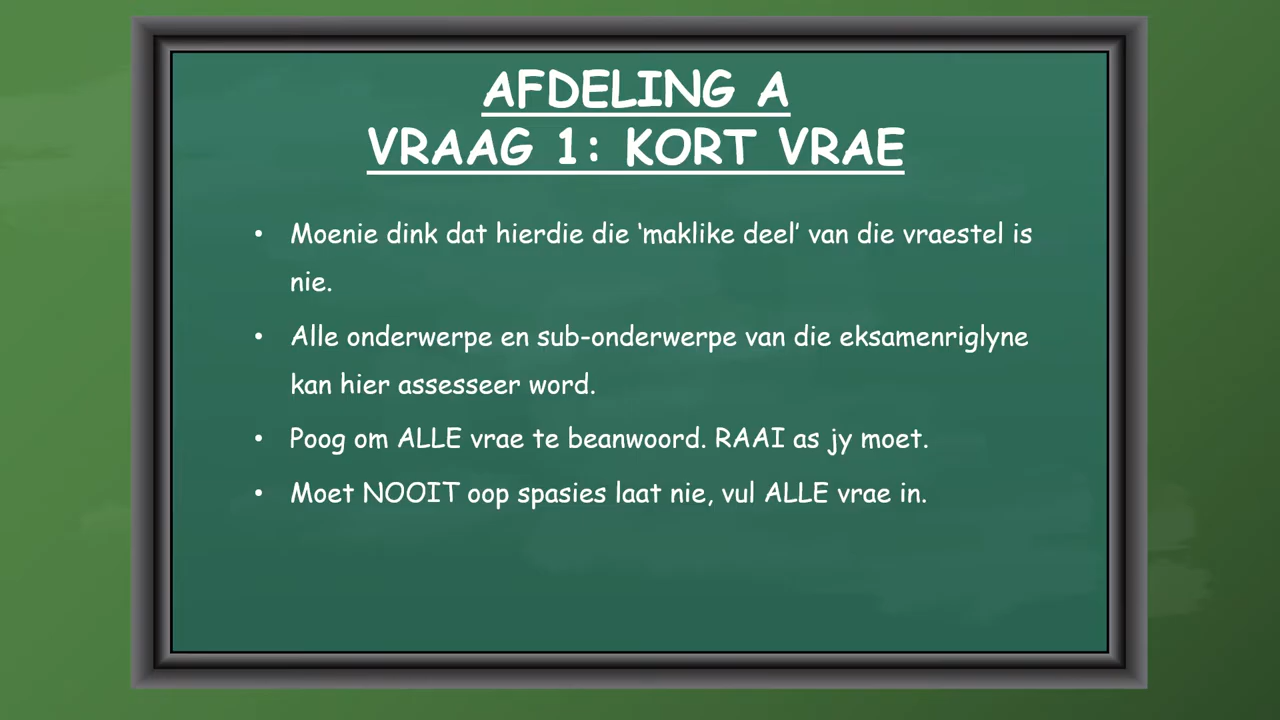 AFDELING A
VRAAG 1: KORT VRAE
• Moenie dink dat hierdie die ‘maklike deel’ van die vraestel is
nie.
• Alle onderwerpe en sub-onderwerpe van die eksamenriglyne
kan hier assesseer word.
• Poog om ALLE vrae te beanwoord. RAAI as jy moet.
• Moet NOOIT oop spasies laat nie, vul ALLE vrae in.